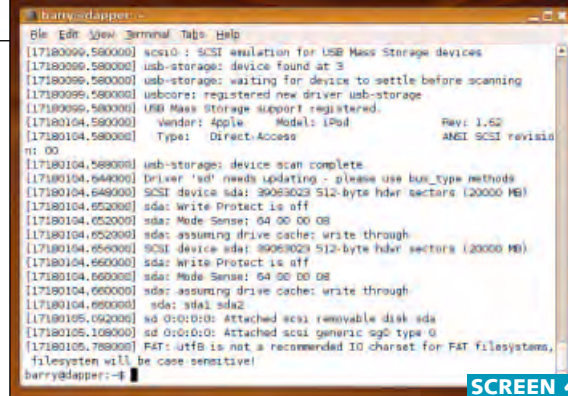 barry@dapper: ~
File Edit View Terminal Tabs Help
[17180099.580000] scsi0 : SCSI emulation for USB Mass Storage devices
[17180099.580000] usb-storage: device found at 3
[17180099.580000] usb-storage: waiting for device to settle before scanning
[17180099.580000] usbcore: registered new driver usb-storage
[17180099.580000] USB Mass Storage support registered.
[17180104.580000] Vendor: Apple Model: iPod Rev: 1.62
[17180104.580000] Type: Direct-Access ANSI SCSI revisio
n: 00
[17180104.588000] usb-storage: device scan complete
[17180104.644000] Driver 'sd' needs updating - please use bus_type methods
[17180104.648000] SCSI device sda: 39063023 512-byte hdwr sectors (20000 MB)
[17180104.652000] sda: Write Protect is off
[17180104.652000] sda: Mode Sense: 64 00 00 08
[17180104.652000] sda: assuming drive cache: write through
[17180104.656000] SCSI device sda: 39063023 512-byte hdwr sectors (20000 MB)
[17180104.660000] sda: Write Protect is off
[17180104.660000] sda: Mode Sense: 64 00 00 08
[17180104.660000] sda: assuming drive cache: write through
[17180104.660000] sda: sda1 sda2
[17180105.092000] sd 0:0:0:0: Attached scsi removable disk sda
[17180105.108000] sd 0:0:0:0: Attached scsi generic sg0 type 0
[17180105.768000] FAT: utf8 is not a recommended IO charset for FAT filesystems,
filesystem will be case sensitive!
barry@dapper:~$
SCREEN 4